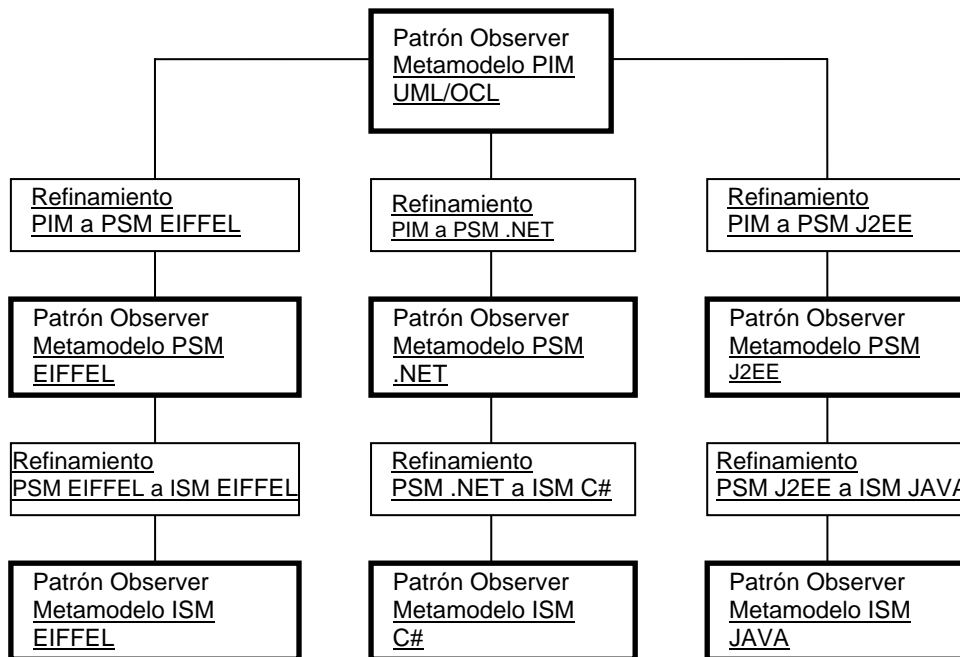 Patrón Observer
Metamodelo PIM
UML/OCL
Refinamiento
PIM a PSM EIFFEL
Refinamiento
PIM a PSM .NET
Refinamiento
PIM a PSM J2EE
Patrón Observer
Metamodelo PSM
EIFFEL
Patrón Observer
Metamodelo PSM
.NET
Patrón Observer
Metamodelo PSM
J2EE
Refinamiento
PSM EIFFEL a ISM EIFFEL
Refinamiento
PSM .NET a ISM C#
Refinamiento
PSM J2EE a ISM JAVA
Patrón Observer
Metamodelo ISM
EIFFEL
Patrón Observer
Metamodelo ISM
C#
Patrón Observer
Metamodelo ISM
JAVA